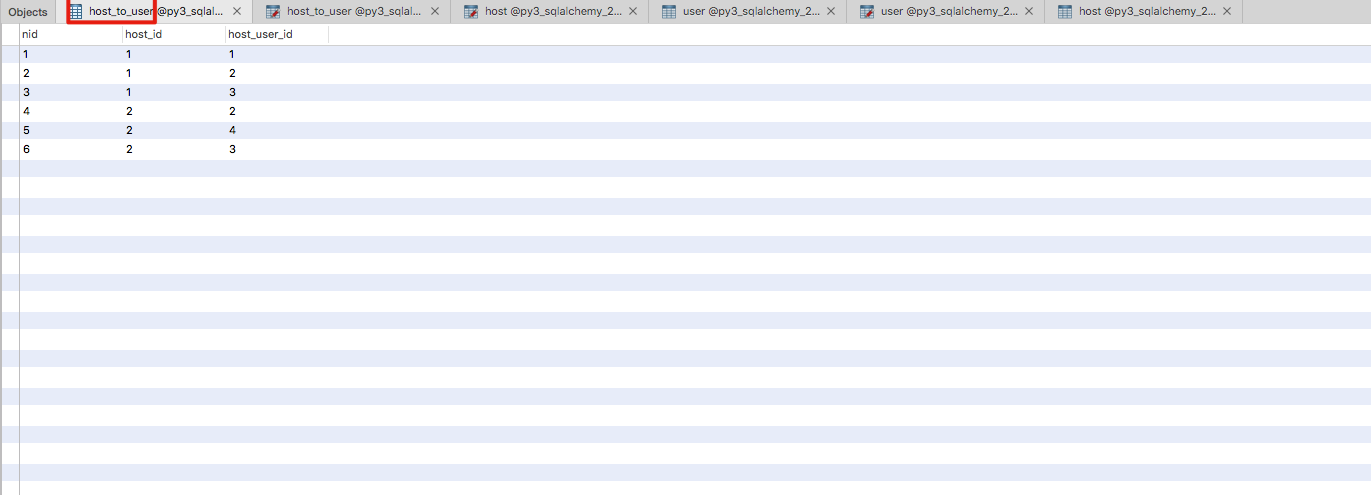 Objects host_to_user @py3_sqlal... host_to_user @py3_sqlal... host @py3_sqlalchemy_2... user @py3_sqlalchemy_2... user @py3_sqlalchemy_2... host @py3_sqlalchemy_2...
nid host_id host_user_id
1 1 1
2 1 2
3 1 3
4 2 2
5 2 4
6 2 3